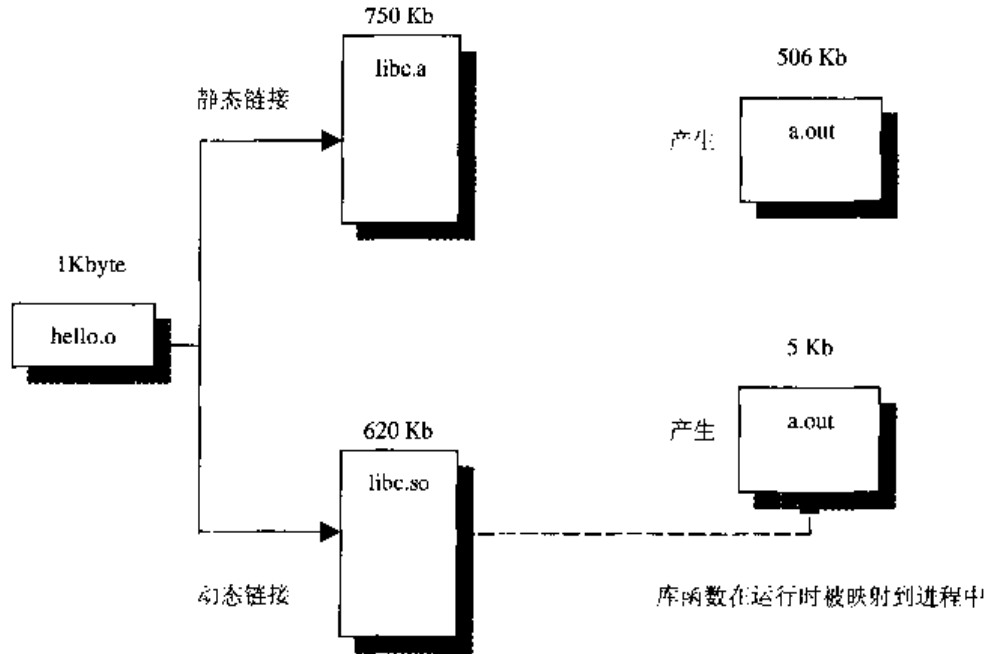 750 Kb
libc.a
506 Kb
静态链接
产生
a.out
1Kbyte
hello.o
5 Kb
产生
a.out
620 Kb
libc.so
动态链接
库函数在运行时被映射到进程中